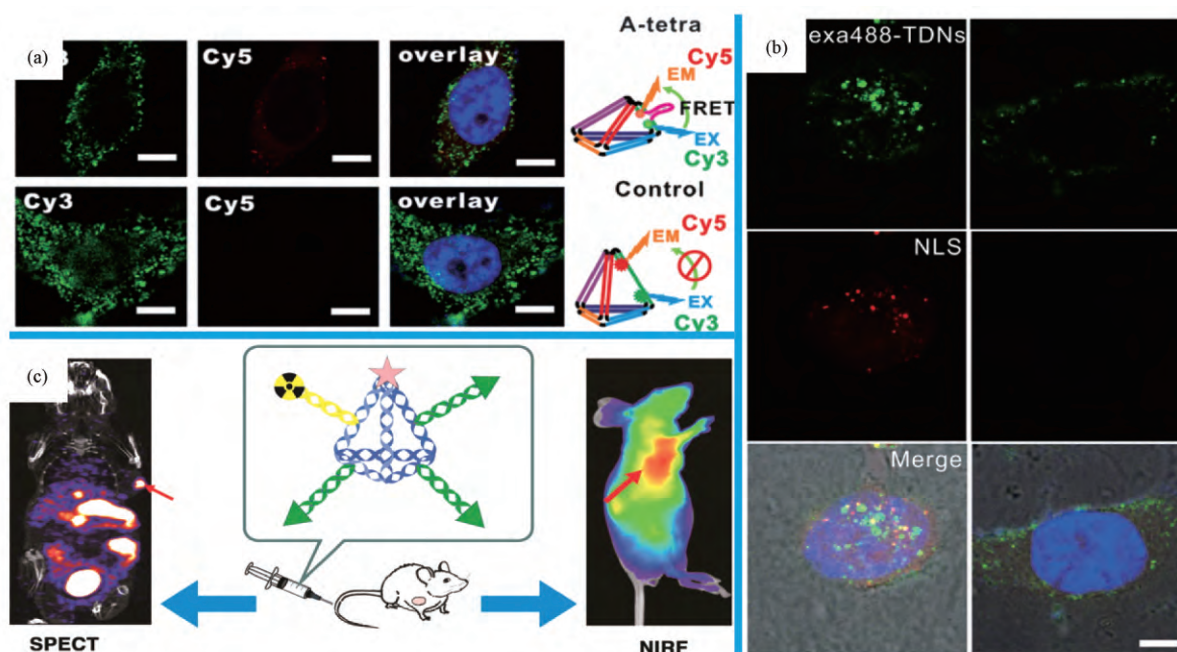 (a)
3
Cy5
overlay
A-tetra
Cy5
EM
FRET
EX
Cy3
Cy3
Cy5
overlay
Control
Cy5
EM
EX
Cy3
(b)
exa488-TDNs
NLS
Merge
(c)
SPECT
NIRF